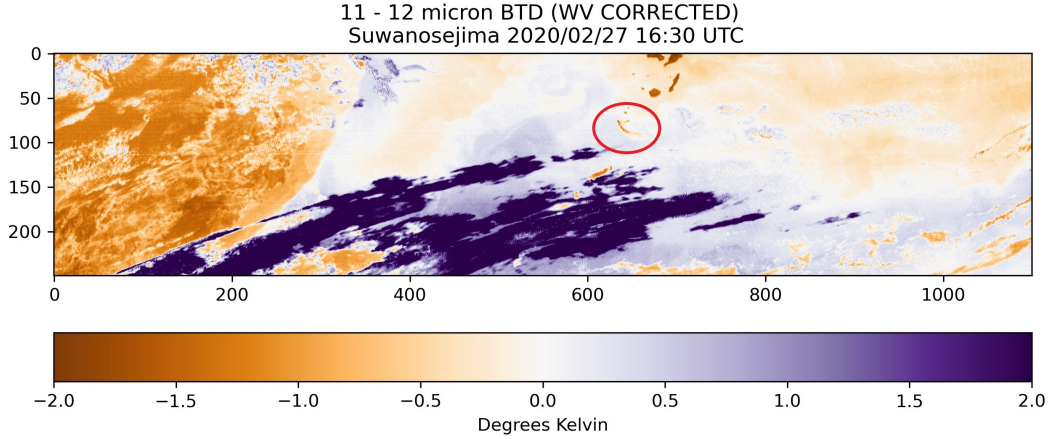 11 - 12 micron BTD (WV CORRECTED)
Suwanosejima 2020/02/27 16:30 UTC
0
50
100
150
200
0 200 400 600 800 1000
−2.0 −1.5 −1.0 −0.5 0.0 0.5 1.0 1.5 2.0
Degrees Kelvin